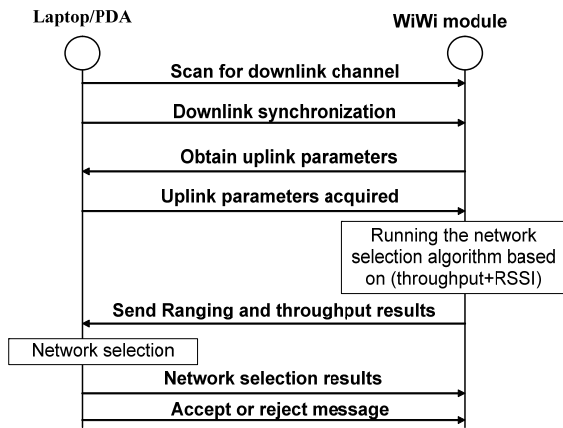 Laptop/PDA
WiWi module
Scan for downlink channel
Downlink synchronization
Obtain uplink parameters
Uplink parameters acquired
Running the network
selection algorithm based
on (throughput+RSSI)
Send Ranging and throughput results
Network selection
Network selection results
Accept or reject message